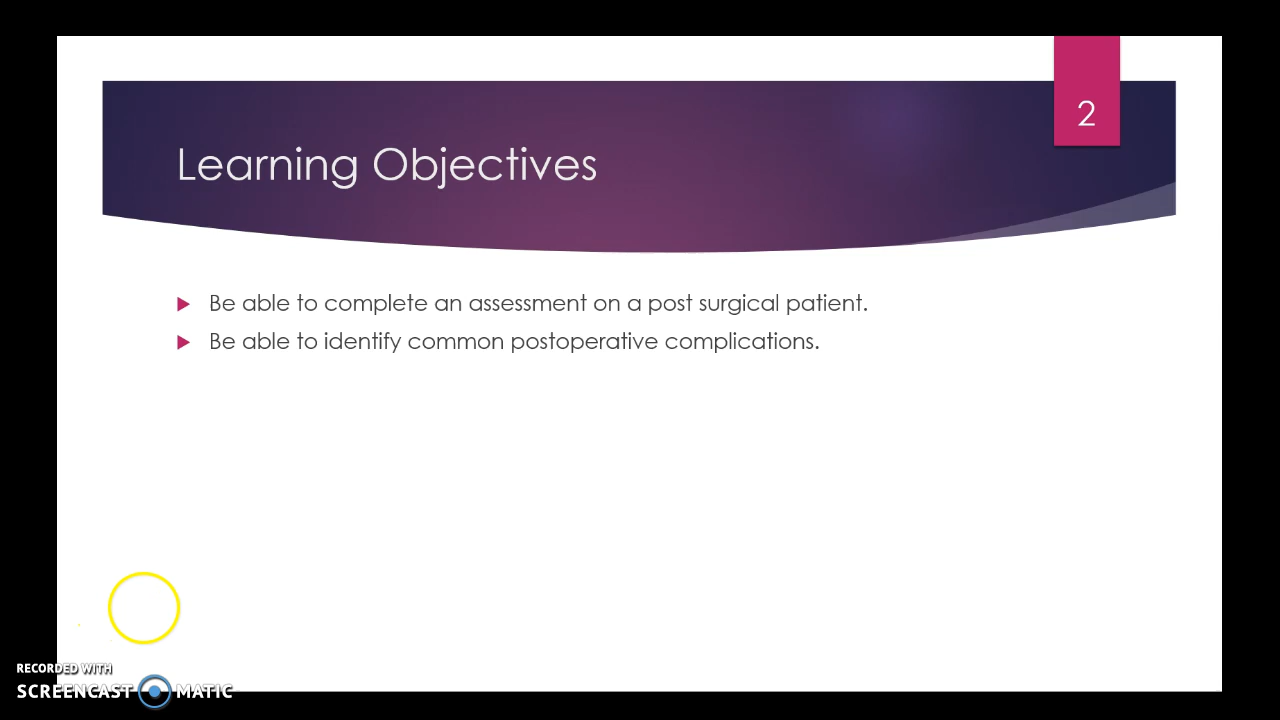 2
Learning Objectives
Be able to complete an assessment on a post surgical patient.
Be able to identify common postoperative complications.
RECORDED WITH
SCREENCAST MATIC